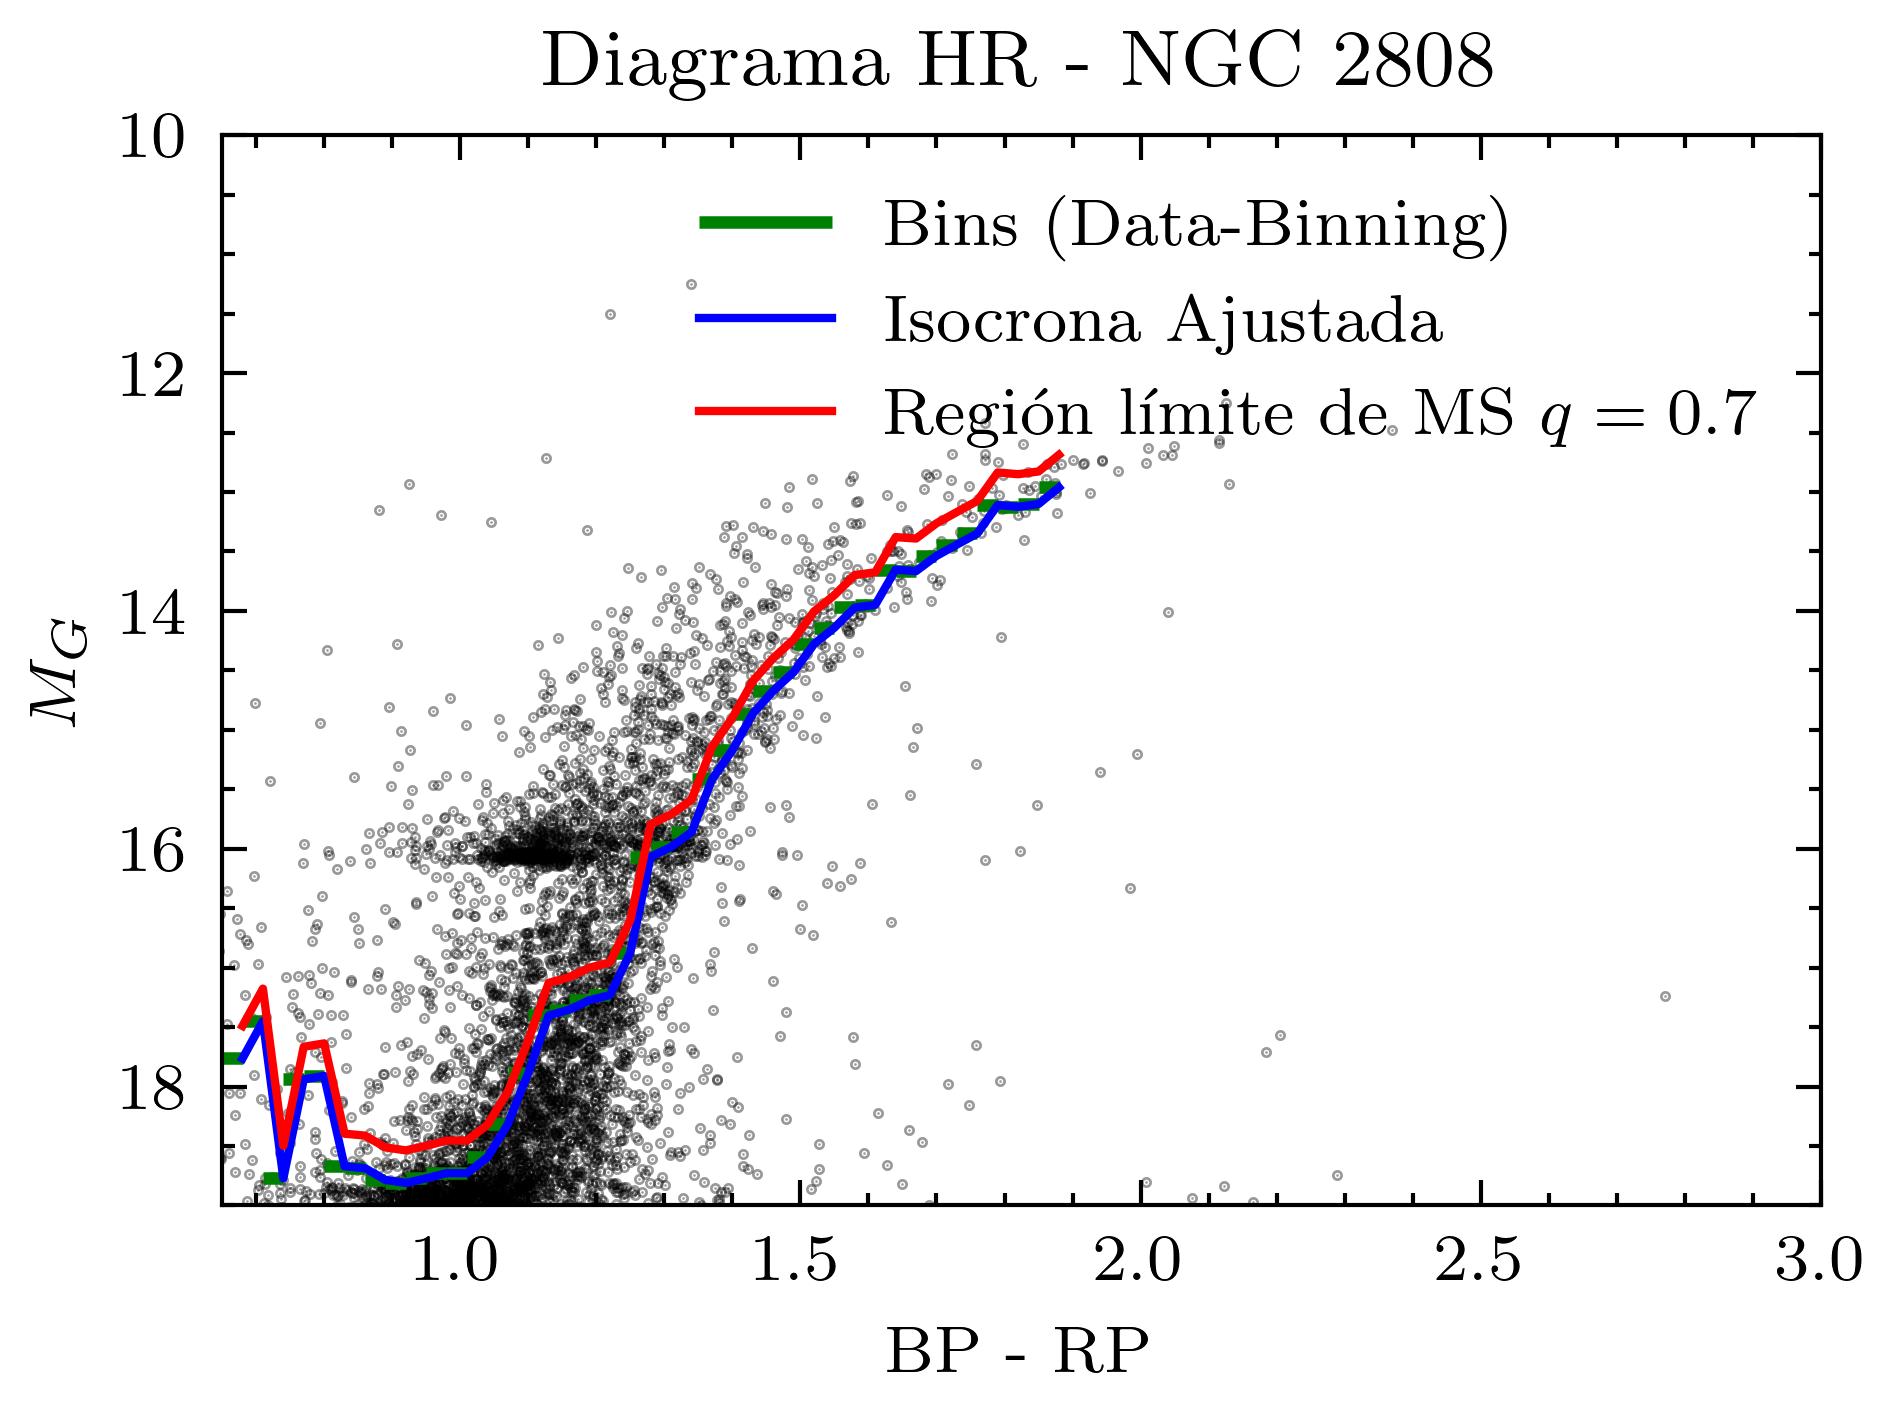 Diagrama HR - NGC 2808
10
12
14
16
18
M_G
Bins (Data-Binning)
Isocrona Ajustada
Región límite de MS q = 0.7
1.0 1.5 2.0 2.5 3.0
BP - RP